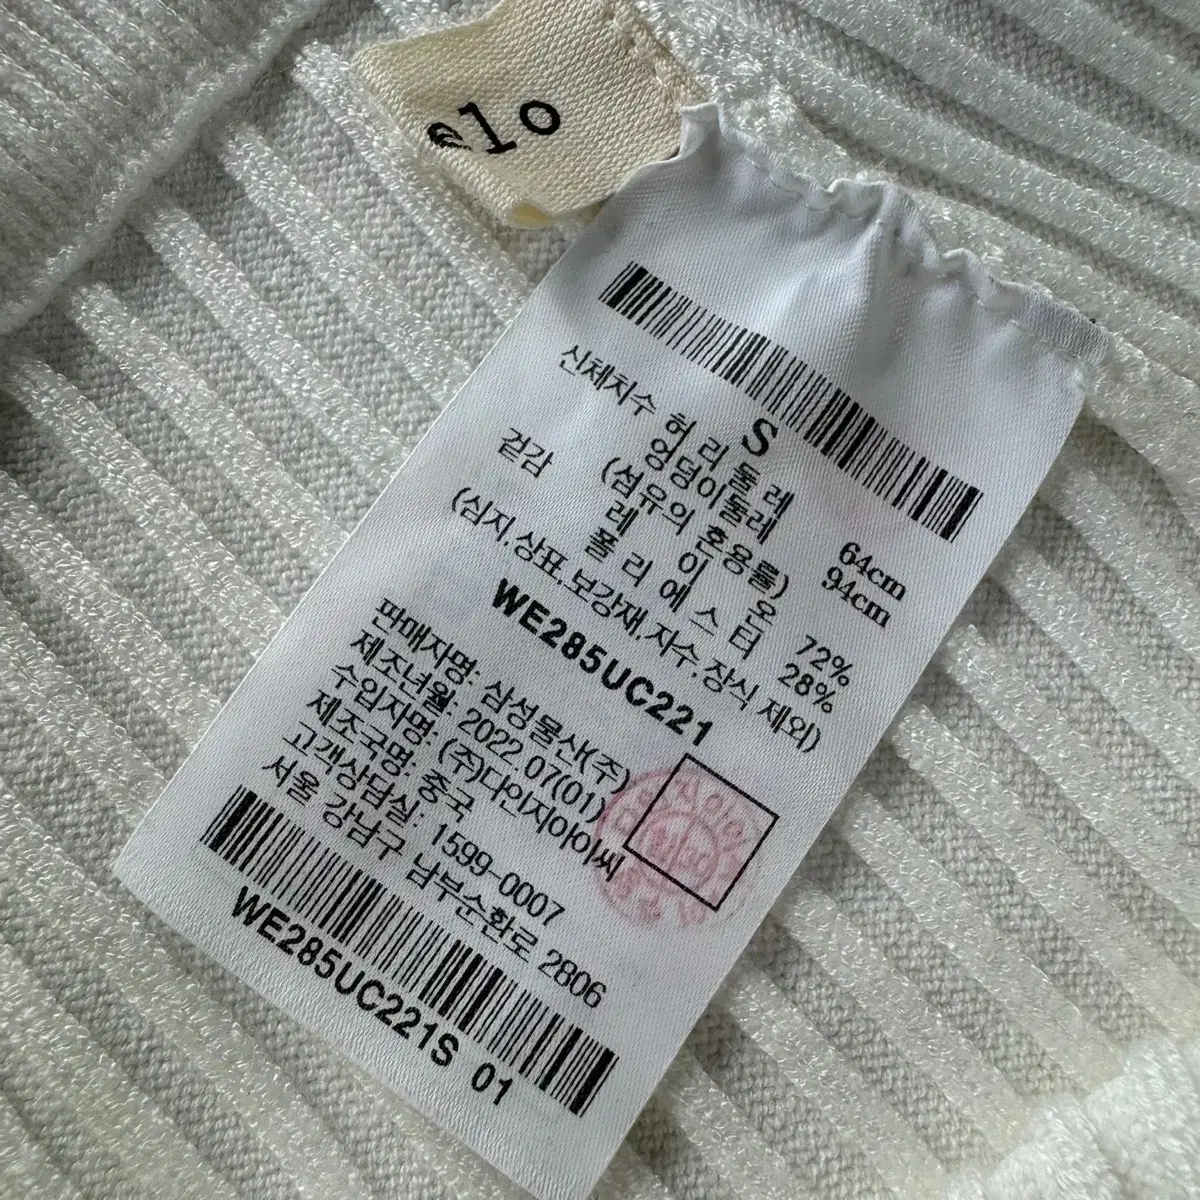 elo
S
신체치수 허리둘레 64cm
엉덩이둘레 94cm
겉감 (섬유의 혼용률)
레이온 72%
폴리에스터 28%
(심지,상표,보강재,자수,장식 제외)
WE285UC221
판매자명: 삼성물산(주)
제조년월: 2022.07(01)
수입자명: (주)디인지아이씨
제조국명: 중국
고객상담실: 1599-0007
서울 강남구 남부순환로 2806
WE285UC221S 01